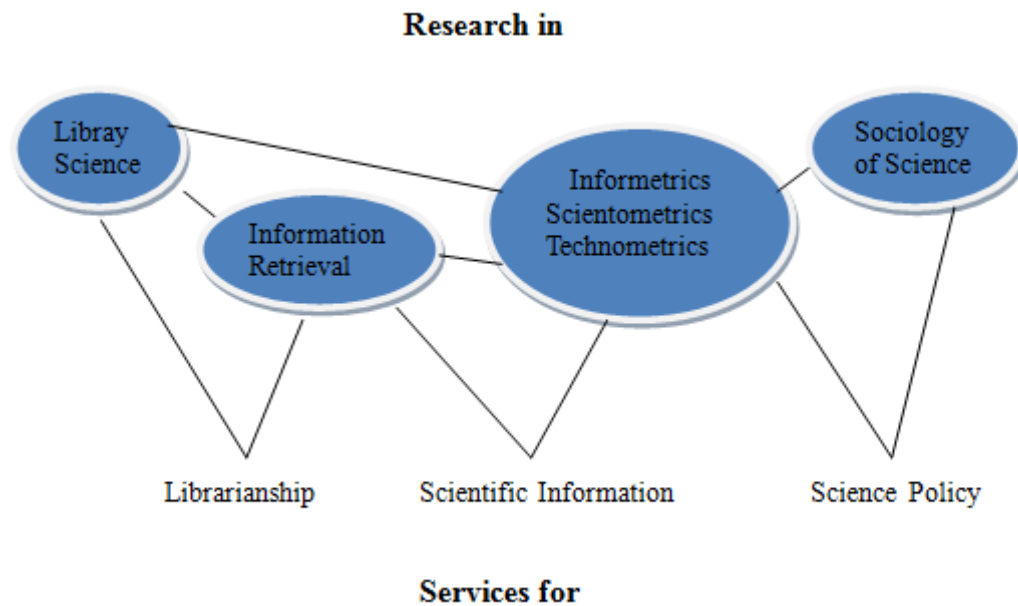 Research in
Libray
Science
Information
Retrieval
Informetrics
Scientometrics
Technometrics
Sociology
of Science
Librarianship
Scientific Information
Science Policy
Services for